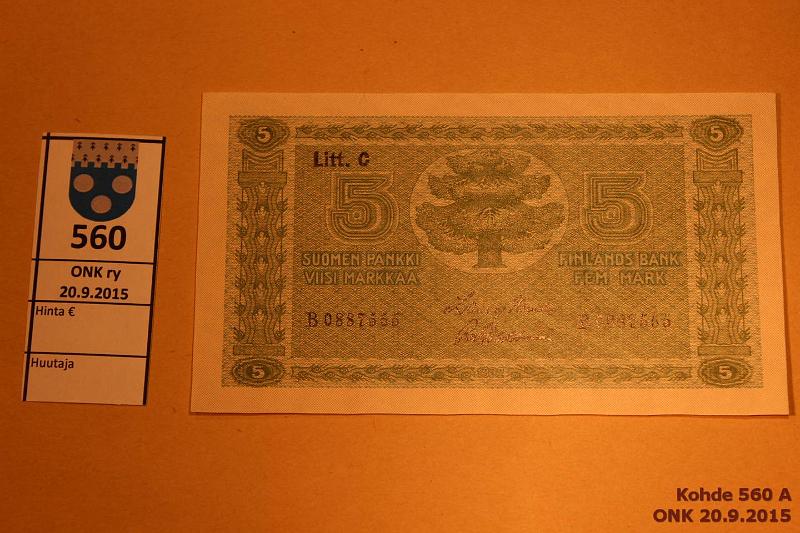 560
ONK ry
20.9.2015
Hinta €
Huutaja
5 5
Litt. C
5 5
SUOMEN PANKKI FINLANDS BANK
VIISI MARKKAA FEM MARK
5 5
Kohde 560 A
ONK 20.9.2015